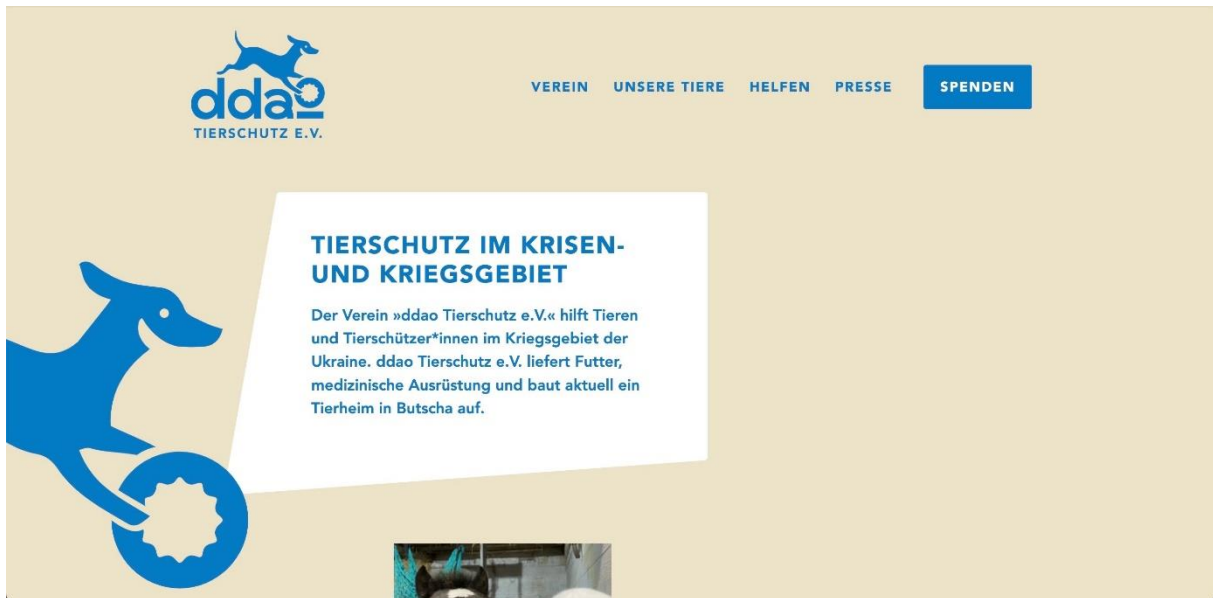 ddao
TIERSCHUTZ E.V.
VEREIN UNSERE TIERE HELFEN PRESSE SPENDEN
TIERSCHUTZ IM KRISEN-
UND KRIEGSGEBIET
Der Verein »ddao Tierschutz e.V.« hilft Tieren
und Tierschützer*innen im Kriegsgebiet der
Ukraine. ddao Tierschutz e.V. liefert Futter,
medizinische Ausrüstung und baut aktuell ein
Tierheim in Butscha auf.